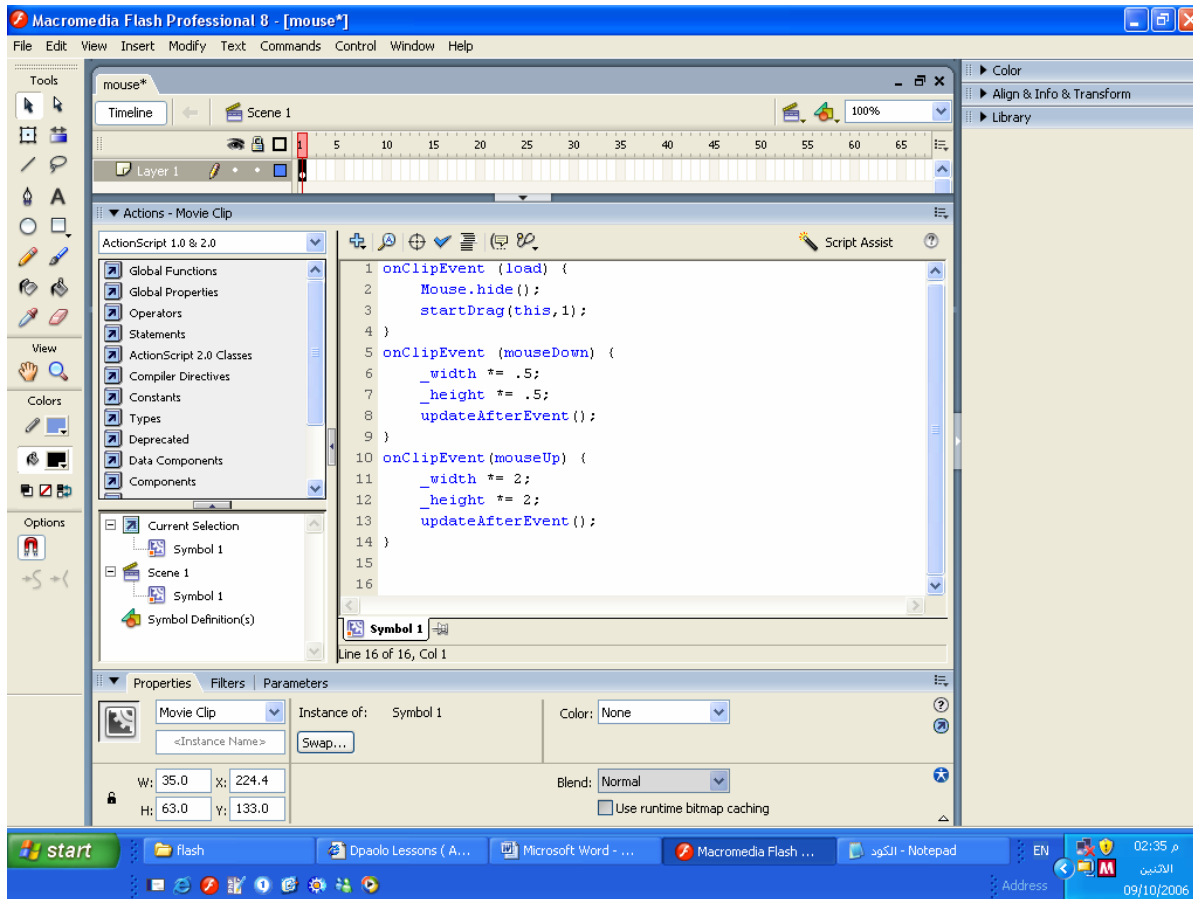 Macromedia Flash Professional 8 - [mouse*]
File Edit View Insert Modify Text Commands Control Window Help
Tools
View
Colors
Options
mouse*
Timeline
Scene 1
100%
1 5 10 15 20 25 30 35 40 45 50 55 60 65
Layer 1
Actions - Movie Clip
ActionScript 1.0 & 2.0
Global Functions
Global Properties
Operators
Statements
ActionScript 2.0 Classes
Compiler Directives
Constants
Types
Deprecated
Data Components
Components
Current Selection
Symbol 1
Scene 1
Symbol 1
Symbol Definition(s)
Script Assist
1 onClipEvent (load) {
2 Mouse.hide();
3 startDrag(this,1);
4 }
5 onClipEvent (mouseDown) {
6 _width *= .5;
7 _height *= .5;
8 updateAfterEvent();
9 }
10 onClipEvent(mouseUp) {
11 _width *= 2;
12 _height *= 2;
13 updateAfterEvent();
14 }
15
16
Symbol 1
Line 16 of 16, Col 1
Properties Filters Parameters
Movie Clip
<Instance Name>
Instance of: Symbol 1
Swap...
Color: None
W: 35.0 X: 224.4
H: 63.0 Y: 133.0
Blend: Normal
Use runtime bitmap caching
Color
Align & Info & Transform
Library
start
flash
Dpaolo Lessons ( A...
Microsoft Word - ...
Macromedia Flash ...
الكود - Notepad
EN
Address
02:35 م
الاثنين
09/10/2006